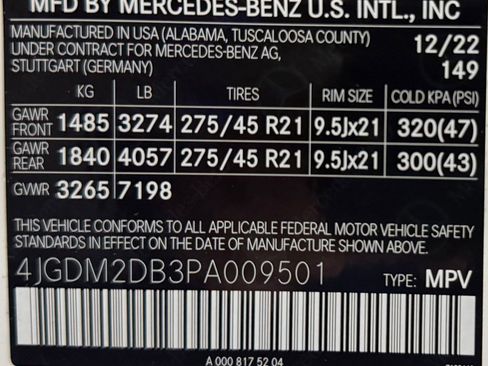 MFD BY MERCEDES-BENZ U.S. INTL., INC
MANUFACTURED IN USA (ALABAMA, TUSCALOOSA COUNTY)
UNDER CONTRACT FOR MERCEDES-BENZ AG,
STUTTGART (GERMANY)
12/22
149
KG LB TIRES RIM SIZE COLD KPA (PSI)
GAWR FRONT 1485 3274 275/45 R21 9.5Jx21 320(47)
GAWR REAR 1840 4057 275/45 R21 9.5Jx21 300(43)
GVWR 3265 7198
THIS VEHICLE CONFORMS TO ALL APPLICABLE FEDERAL MOTOR VEHICLE SAFETY
STANDARDS IN EFFECT ON THE DATE OF MANUFACTURE SHOWN ABOVE.
4JGDM2DB3PA009501 TYPE: MPV
A 000 817 52 04